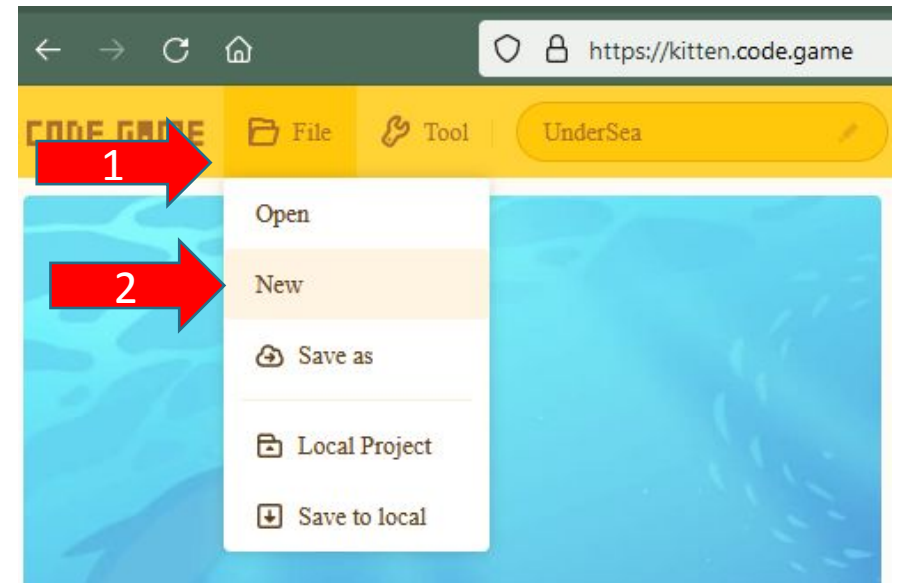 https://kitten.code.game
CODE GAME File Tool UnderSea
1
Open
2 New
Save as
Local Project
Save to local